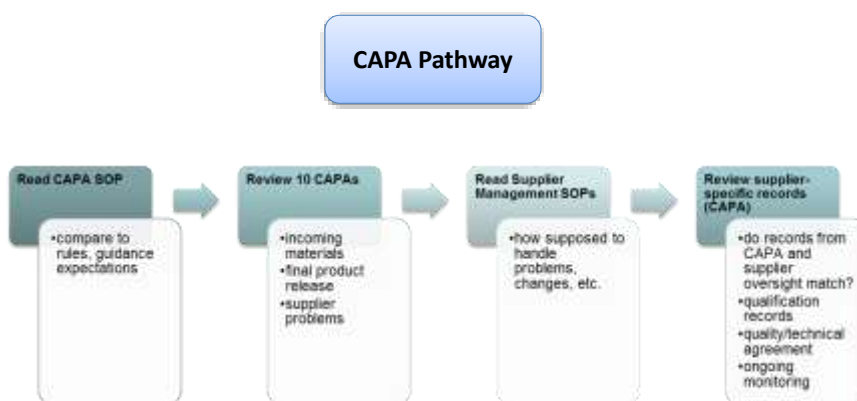 CAPA Pathway
Read CAPA SOP
•compare to
rules, guidance
expectations
Review 10 CAPAs
•incoming
materials
•final product
release
•supplier
problems
Read Supplier
Management SOPs
•how supposed to
handle
problems,
changes, etc.
Review supplier-
specific records
(CAPA)
•do records from
CAPA and
supplier
oversight match?
•qualification
records
•quality/technical
agreement
•ongoing
monitoring